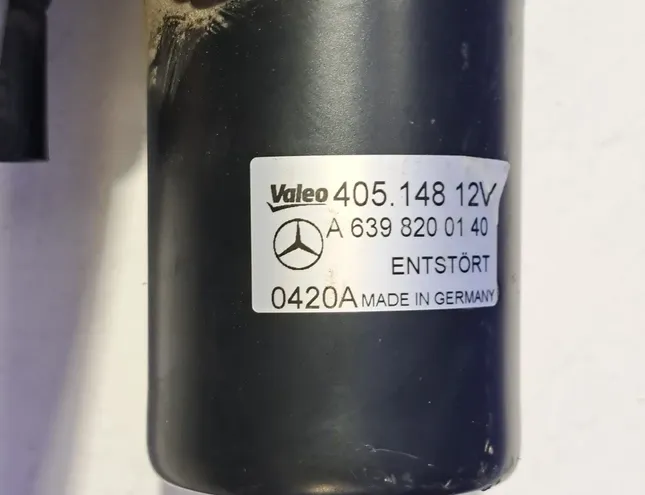 Valeo 405.148 12V
A 639 820 01 40
ENTSTÖRT
0420A MADE IN GERMANY